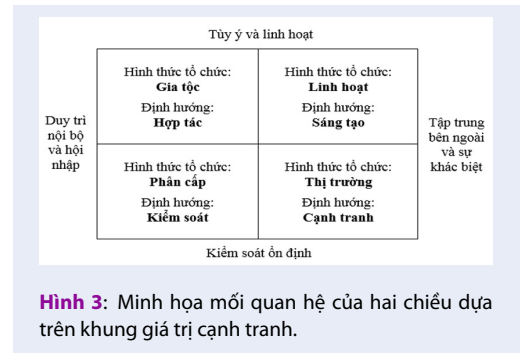 Tùy ý và linh hoạt
Duy trì
nội bộ
và hội
nhập
Hình thức tổ chức:
Gia tộc
Định hướng:
Hợp tác
Hình thức tổ chức:
Linh hoạt
Định hướng:
Sáng tạo
Hình thức tổ chức:
Phân cấp
Định hướng:
Kiểm soát
Hình thức tổ chức:
Thị trường
Định hướng:
Cạnh tranh
Tập trung
bên ngoài
và sự
khác biệt
Kiểm soát ổn định
Hình 3: Minh họa mối quan hệ của hai chiều dựa
trên khung giá trị cạnh tranh.